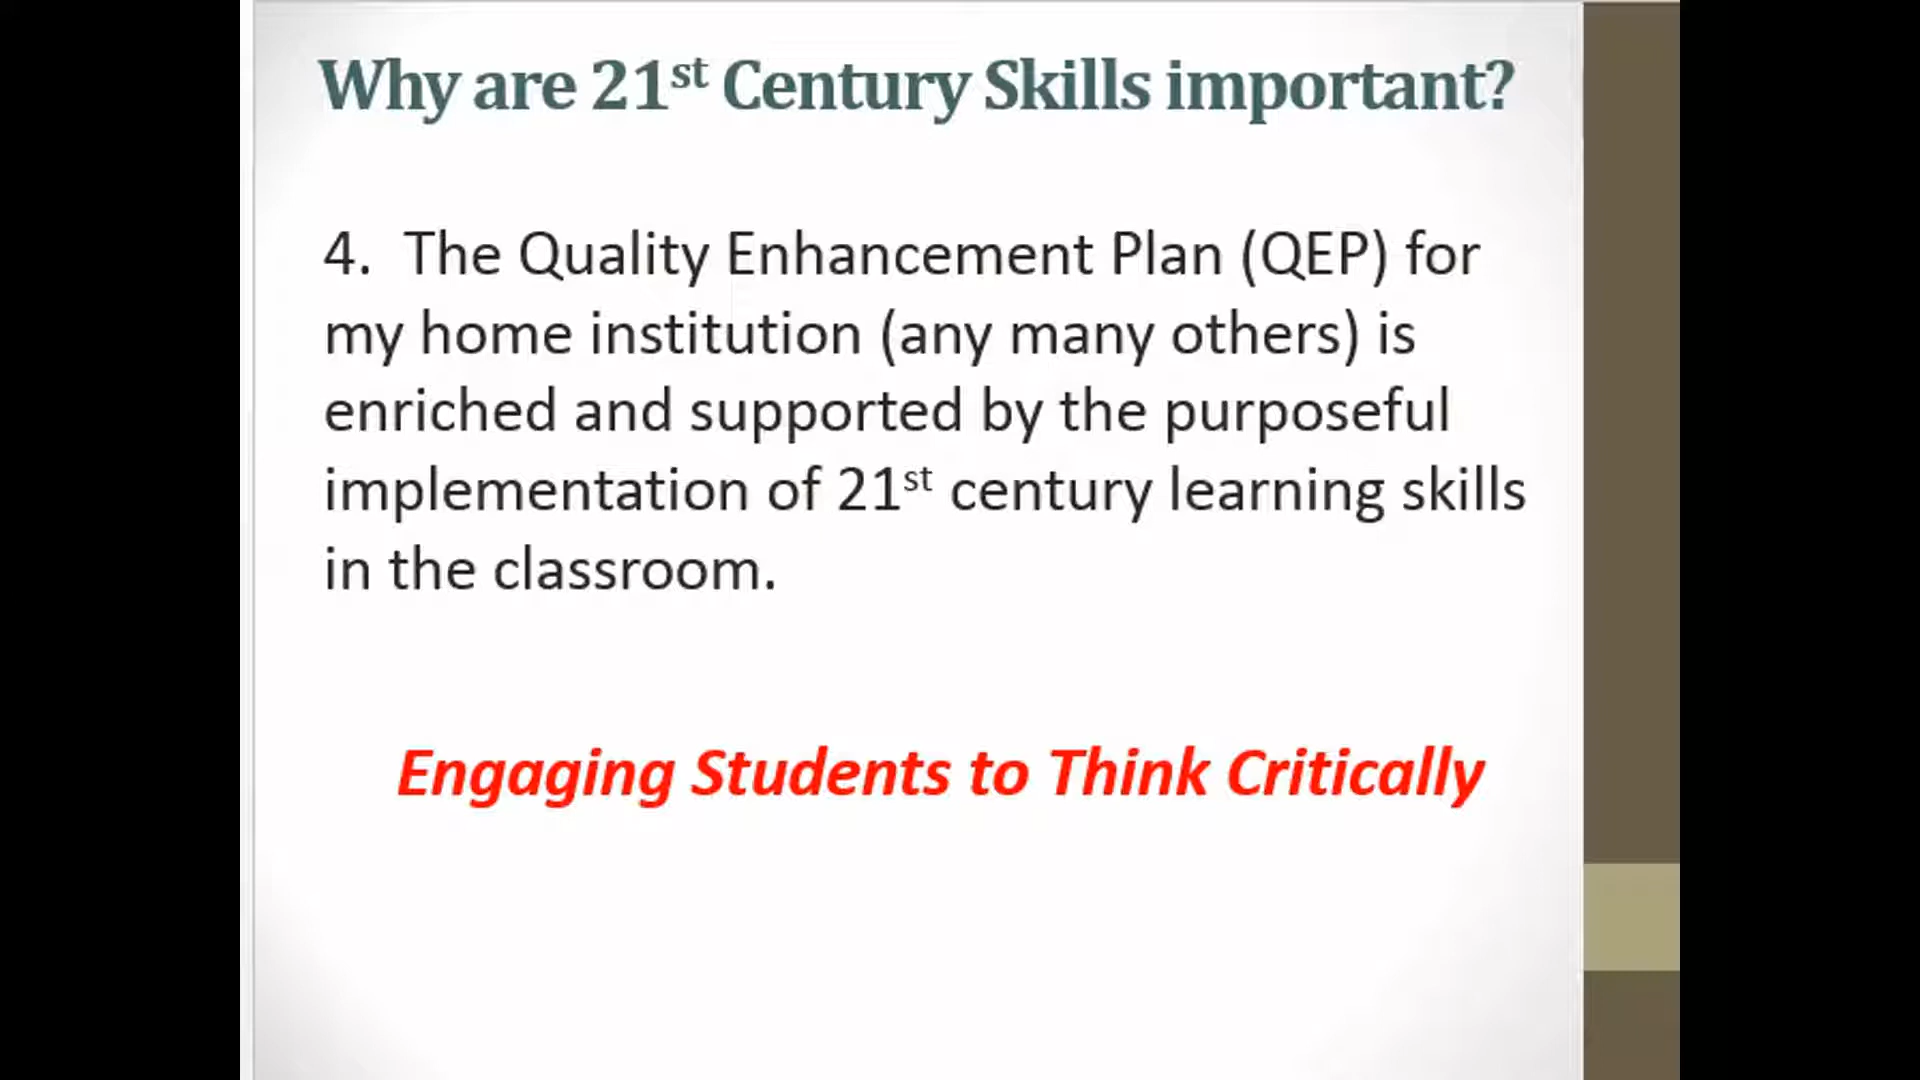 Why are 21st Century Skills important?
4. The Quality Enhancement Plan (QEP) for
my home institution (any many others) is
enriched and supported by the purposeful
implementation of 21st century learning skills
in the classroom.
Engaging Students to Think Critically